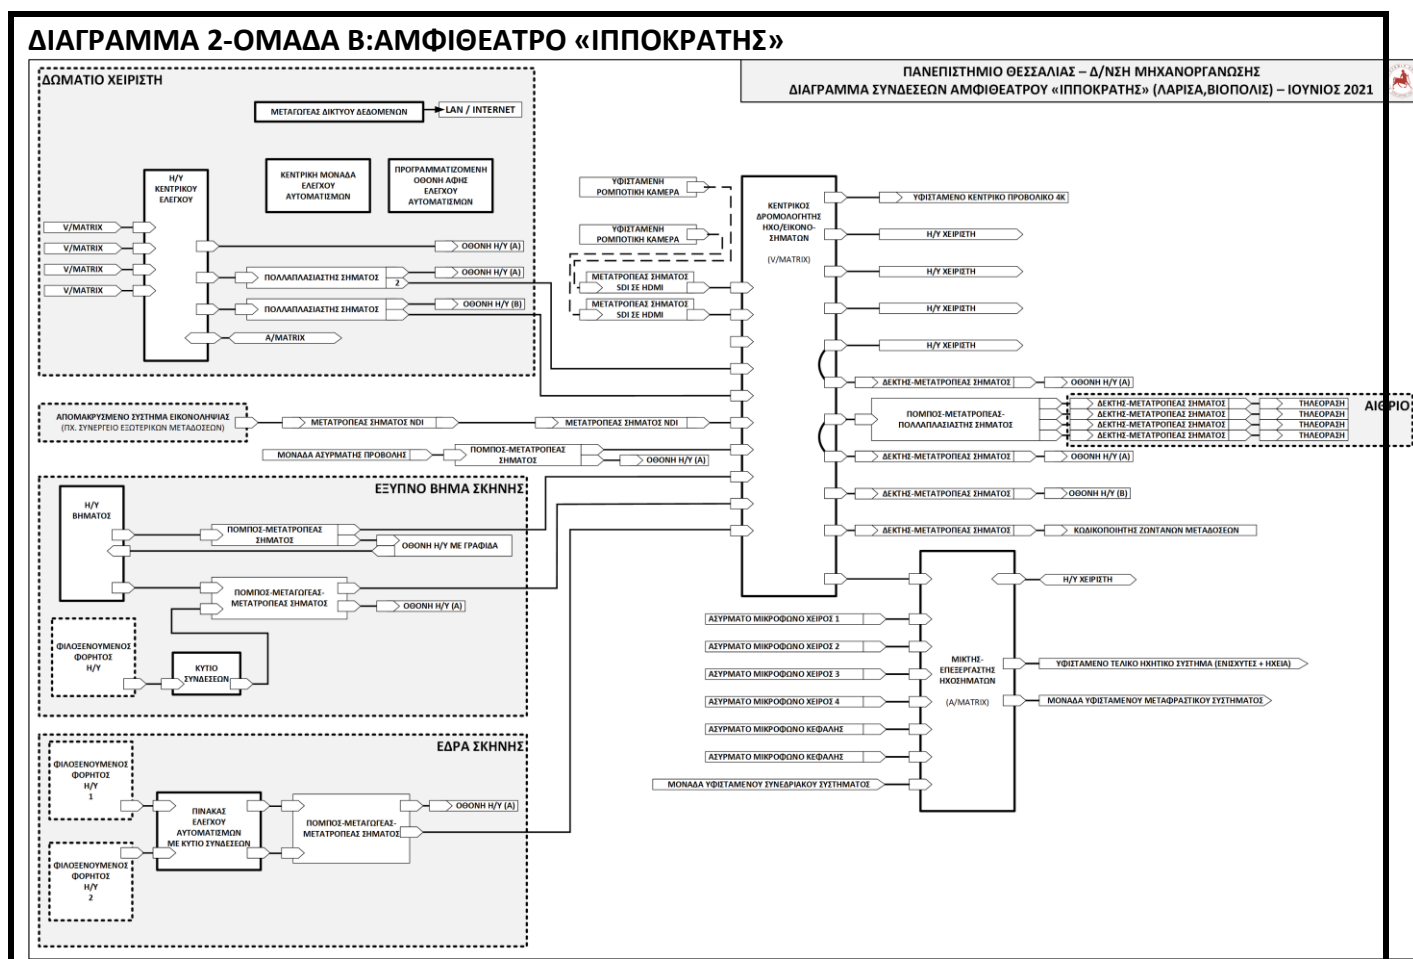 ΔΙΑΓΡΑΜΜΑ 2-ΟΜΑΔΑ Β:ΑΜΦΙΘΕΑΤΡΟ «ΙΠΠΟΚΡΑΤΗΣ»
ΠΑΝΕΠΙΣΤΗΜΙΟ ΘΕΣΣΑΛΙΑΣ – Δ/ΝΣΗ ΜΗΧΑΝΟΡΓΑΝΩΣΗΣ
ΔΙΑΓΡΑΜΜΑ ΣΥΝΔΕΣΕΩΝ ΑΜΦΙΘΕΑΤΡΟΥ «ΙΠΠΟΚΡΑΤΗΣ» (ΛΑΡΙΣΑ,ΒΙΟΠΟΛΙΣ) – ΙΟΥΝΙΟΣ 2021
ΔΩΜΑΤΙΟ ΧΕΙΡΙΣΤΗ
ΜΕΤΑΓΩΓΕΑΣ ΔΙΚΤΥΟΥ ΔΕΔΟΜΕΝΩΝ
LAN / INTERNET
Η/Υ
ΚΕΝΤΡΙΚΟΥ
ΕΛΕΓΧΟΥ
ΚΕΝΤΡΙΚΗ ΜΟΝΑΔΑ
ΕΛΕΓΧΟΥ
ΑΥΤΟΜΑΤΙΣΜΩΝ
ΠΡΟΓΡΑΜΜΑΤΙΖΟΜΕΝΗ
ΟΘΟΝΗ ΑΦΗΣ
ΕΛΕΓΧΟΥ
ΑΥΤΟΜΑΤΙΣΜΩΝ
V/MATRIX
V/MATRIX
V/MATRIX
V/MATRIX
ΟΘΟΝΗ Η/Υ (Α)
ΠΟΛΛΑΠΛΑΣΙΑΣΤΗΣ ΣΗΜΑΤΟΣ
2
ΟΘΟΝΗ Η/Υ (Α)
ΠΟΛΛΑΠΛΑΣΙΑΣΤΗΣ ΣΗΜΑΤΟΣ
ΟΘΟΝΗ Η/Υ (Β)
A/MATRIX
ΥΦΙΣΤΑΜΕΝΗ
ΡΟΜΠΟΤΙΚΗ ΚΑΜΕΡΑ
ΥΦΙΣΤΑΜΕΝΗ
ΡΟΜΠΟΤΙΚΗ ΚΑΜΕΡΑ
ΜΕΤΑΤΡΟΠΕΑΣ ΣΗΜΑΤΟΣ
SDI ΣΕ HDMI
ΜΕΤΑΤΡΟΠΕΑΣ ΣΗΜΑΤΟΣ
SDI ΣΕ HDMI
ΚΕΝΤΡΙΚΟΣ
ΔΡΟΜΟΛΟΓΗΤΗΣ
ΗΧΟ/ΕΙΚΟΝΟ-
ΣΗΜΑΤΩΝ
(V/MATRIX)
ΥΦΙΣΤΑΜΕΝΟ ΚΕΝΤΡΙΚΟ ΠΡΟΒΟΛΙΚΟ 4Κ
Η/Υ ΧΕΙΡΙΣΤΗ
Η/Υ ΧΕΙΡΙΣΤΗ
Η/Υ ΧΕΙΡΙΣΤΗ
Η/Υ ΧΕΙΡΙΣΤΗ
ΔΕΚΤΗΣ-ΜΕΤΑΤΡΟΠΕΑΣ ΣΗΜΑΤΟΣ
ΟΘΟΝΗ Η/Υ (Α)
ΠΟΜΠΟΣ-ΜΕΤΑΤΡΟΠΕΑΣ-
ΠΟΛΛΑΠΛΑΣΙΑΣΤΗΣ ΣΗΜΑΤΟΣ
ΑΙΘΡΙΟ
ΔΕΚΤΗΣ-ΜΕΤΑΤΡΟΠΕΑΣ ΣΗΜΑΤΟΣ
ΤΗΛΕΟΡΑΣΗ
ΔΕΚΤΗΣ-ΜΕΤΑΤΡΟΠΕΑΣ ΣΗΜΑΤΟΣ
ΤΗΛΕΟΡΑΣΗ
ΔΕΚΤΗΣ-ΜΕΤΑΤΡΟΠΕΑΣ ΣΗΜΑΤΟΣ
ΤΗΛΕΟΡΑΣΗ
ΔΕΚΤΗΣ-ΜΕΤΑΤΡΟΠΕΑΣ ΣΗΜΑΤΟΣ
ΤΗΛΕΟΡΑΣΗ
ΔΕΚΤΗΣ-ΜΕΤΑΤΡΟΠΕΑΣ ΣΗΜΑΤΟΣ
ΟΘΟΝΗ Η/Υ (Α)
ΔΕΚΤΗΣ-ΜΕΤΑΤΡΟΠΕΑΣ ΣΗΜΑΤΟΣ
ΟΘΟΝΗ Η/Υ (Β)
ΔΕΚΤΗΣ-ΜΕΤΑΤΡΟΠΕΑΣ ΣΗΜΑΤΟΣ
ΚΩΔΙΚΟΠΟΙΗΤΗΣ ΖΩΝΤΑΝΩΝ ΜΕΤΑΔΟΣΕΩΝ
ΑΠΟΜΑΚΡΥΣΜΕΝΟ ΣΥΣΤΗΜΑ ΕΙΚΟΝΟΛΗΨΙΑΣ
(ΠΧ. ΣΥΝΕΡΓΕΙΟ ΕΞΩΤΕΡΙΚΩΝ ΜΕΤΑΔΟΣΕΩΝ)
ΜΕΤΑΤΡΟΠΕΑΣ ΣΗΜΑΤΟΣ NDI
ΜΕΤΑΤΡΟΠΕΑΣ ΣΗΜΑΤΟΣ NDI
ΜΟΝΑΔΑ ΑΣΥΡΜΑΤΗΣ ΠΡΟΒΟΛΗΣ
ΠΟΜΠΟΣ-ΜΕΤΑΤΡΟΠΕΑΣ
ΣΗΜΑΤΟΣ
ΟΘΟΝΗ Η/Υ (Α)
ΕΞΥΠΝΟ ΒΗΜΑ ΣΚΗΝΗΣ
Η/Υ
ΒΗΜΑΤΟΣ
ΠΟΜΠΟΣ-ΜΕΤΑΤΡΟΠΕΑΣ
ΣΗΜΑΤΟΣ
ΟΘΟΝΗ Η/Υ ΜΕ ΓΡΑΦΙΔΑ
ΠΟΜΠΟΣ-ΜΕΤΑΓΩΓΕΑΣ-
ΜΕΤΑΤΡΟΠΕΑΣ ΣΗΜΑΤΟΣ
ΟΘΟΝΗ Η/Υ (Α)
ΦΙΛΟΞΕΝΟΥΜΕΝΟΣ
ΦΟΡΗΤΟΣ
Η/Υ
ΚΥΤΙΟ
ΣΥΝΔΕΣΕΩΝ
Η/Υ ΧΕΙΡΙΣΤΗ
ΑΣΥΡΜΑΤΟ ΜΙΚΡΟΦΩΝΟ ΧΕΙΡΟΣ 1
ΑΣΥΡΜΑΤΟ ΜΙΚΡΟΦΩΝΟ ΧΕΙΡΟΣ 2
ΑΣΥΡΜΑΤΟ ΜΙΚΡΟΦΩΝΟ ΧΕΙΡΟΣ 3
ΑΣΥΡΜΑΤΟ ΜΙΚΡΟΦΩΝΟ ΧΕΙΡΟΣ 4
ΑΣΥΡΜΑΤΟ ΜΙΚΡΟΦΩΝΟ ΚΕΦΑΛΗΣ
ΑΣΥΡΜΑΤΟ ΜΙΚΡΟΦΩΝΟ ΚΕΦΑΛΗΣ
ΜΟΝΑΔΑ ΥΦΙΣΤΑΜΕΝΟΥ ΣΥΝΕΔΡΙΑΚΟΥ ΣΥΣΤΗΜΑΤΟΣ
ΜΙΚΤΗΣ-
ΕΠΕΞΕΡΓΑΣΤΗΣ
ΗΧΟΣΗΜΑΤΩΝ
(A/MATRIX)
ΥΦΙΣΤΑΜΕΝΟ ΤΕΛΙΚΟ ΗΧΗΤΙΚΟ ΣΥΣΤΗΜΑ (ΕΝΙΣΧΥΤΕΣ + ΗΧΕΙΑ)
ΜΟΝΑΔΑ ΥΦΙΣΤΑΜΕΝΟΥ ΜΕΤΑΦΡΑΣΤΙΚΟΥ ΣΥΣΤΗΜΑΤΟΣ
ΕΔΡΑ ΣΚΗΝΗΣ
ΦΙΛΟΞΕΝΟΥΜΕΝΟΣ
ΦΟΡΗΤΟΣ
Η/Υ
1
ΠΙΝΑΚΑΣ
ΕΛΕΓΧΟΥ
ΑΥΤΟΜΑΤΙΣΜΩΝ
ΜΕ ΚΥΤΙΟ ΣΥΝΔΕΣΕΩΝ
ΠΟΜΠΟΣ-ΜΕΤΑΓΩΓΕΑΣ-
ΜΕΤΑΤΡΟΠΕΑΣ ΣΗΜΑΤΟΣ
ΟΘΟΝΗ Η/Υ (Α)
ΦΙΛΟΞΕΝΟΥΜΕΝΟΣ
ΦΟΡΗΤΟΣ
Η/Υ
2